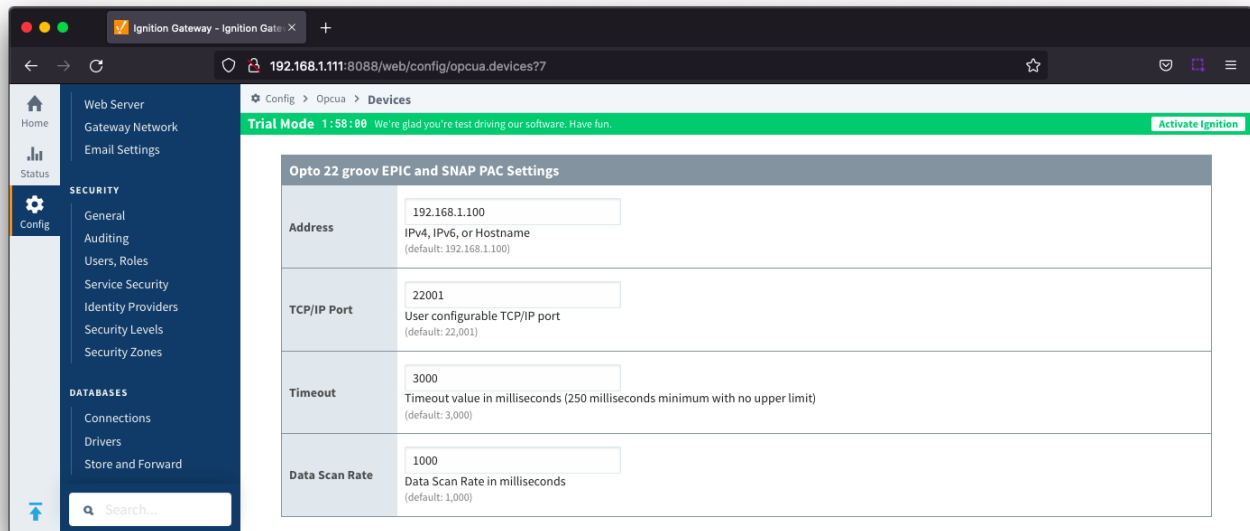 Ignition Gateway - Ignition Gate
192.168.1.111:8088/web/config/opcua.devices?7
Home
Status
Config
Web Server
Gateway Network
Email Settings
SECURITY
General
Auditing
Users, Roles
Service Security
Identity Providers
Security Levels
Security Zones
DATABASES
Connections
Drivers
Store and Forward
Search...
Config > Opcua > Devices
Trial Mode 1:58:00 We're glad you're test driving our software. Have fun.
Activate Ignition
Opto 22 groov EPIC and SNAP PAC Settings
Address
192.168.1.100
IPv4, IPv6, or Hostname
(default: 192.168.1.100)
TCP/IP Port
22001
User configurable TCP/IP port
(default: 22,001)
Timeout
3000
Timeout value in milliseconds (250 milliseconds minimum with no upper limit)
(default: 3,000)
Data Scan Rate
1000
Data Scan Rate in milliseconds
(default: 1,000)